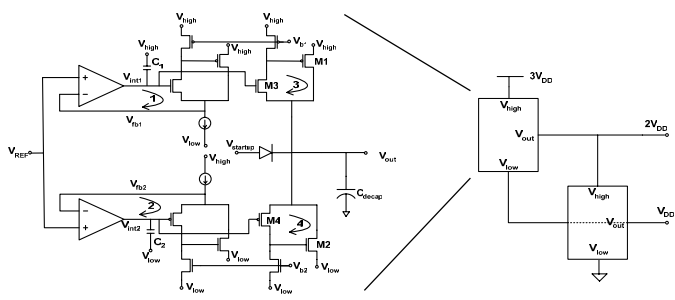 V_high
V_high
V_high
V_high
V_b1
V_high
C_1
M1
V_int1
M3
1
3
V_fb1
V_low
V_REF
V_high
V_startup
V_out
V_fb2
C_decap
2
V_int2
M4
4
C_2
M2
V_low
V_low
V_b2
V_low
V_low
V_low
3V_DD
V_high
V_out
2V_DD
V_low
V_high
V_out
V_DD
V_low